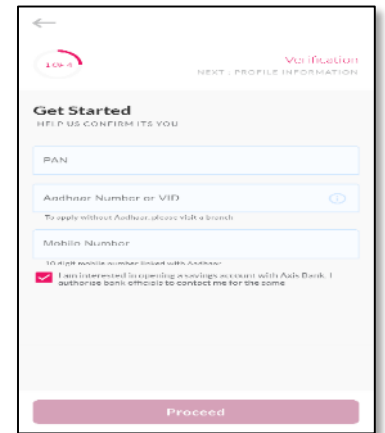 1 OF 4
Verification
NEXT : PROFILE INFORMATION
Get Started
HELP US CONFIRM ITS YOU
PAN
Aadhaar Number or VID
To apply without Aadhaar, please visit a branch
Mobile Number
10 digit mobile number linked with Aadhaar
I am interested in opening a savings account with Axis Bank. I
authorise bank officials to contact me for the same
Proceed